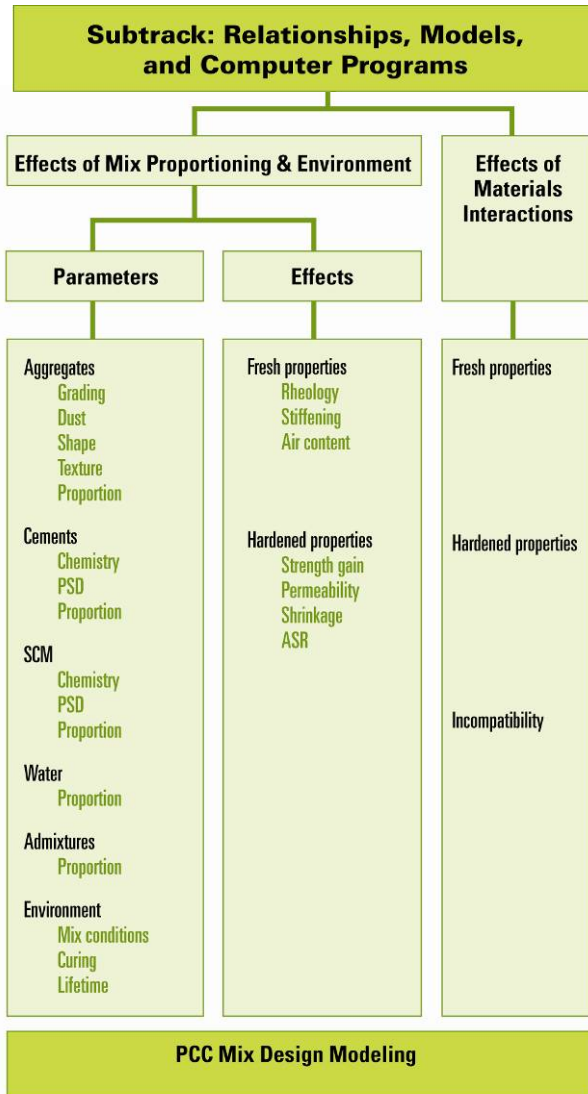 Subtrack: Relationships, Models,
and Computer Programs
Effects of Mix Proportioning & Environment
Effects of
Materials
Interactions
Parameters
Effects
Aggregates
Grading
Dust
Shape
Texture
Proportion
Cements
Chemistry
PSD
Proportion
SCM
Chemistry
PSD
Proportion
Water
Proportion
Admixtures
Proportion
Environment
Mix conditions
Curing
Lifetime
Fresh properties
Rheology
Stiffening
Air content
Hardened properties
Strength gain
Permeability
Shrinkage
ASR
Fresh properties
Hardened properties
Incompatibility
PCC Mix Design Modeling